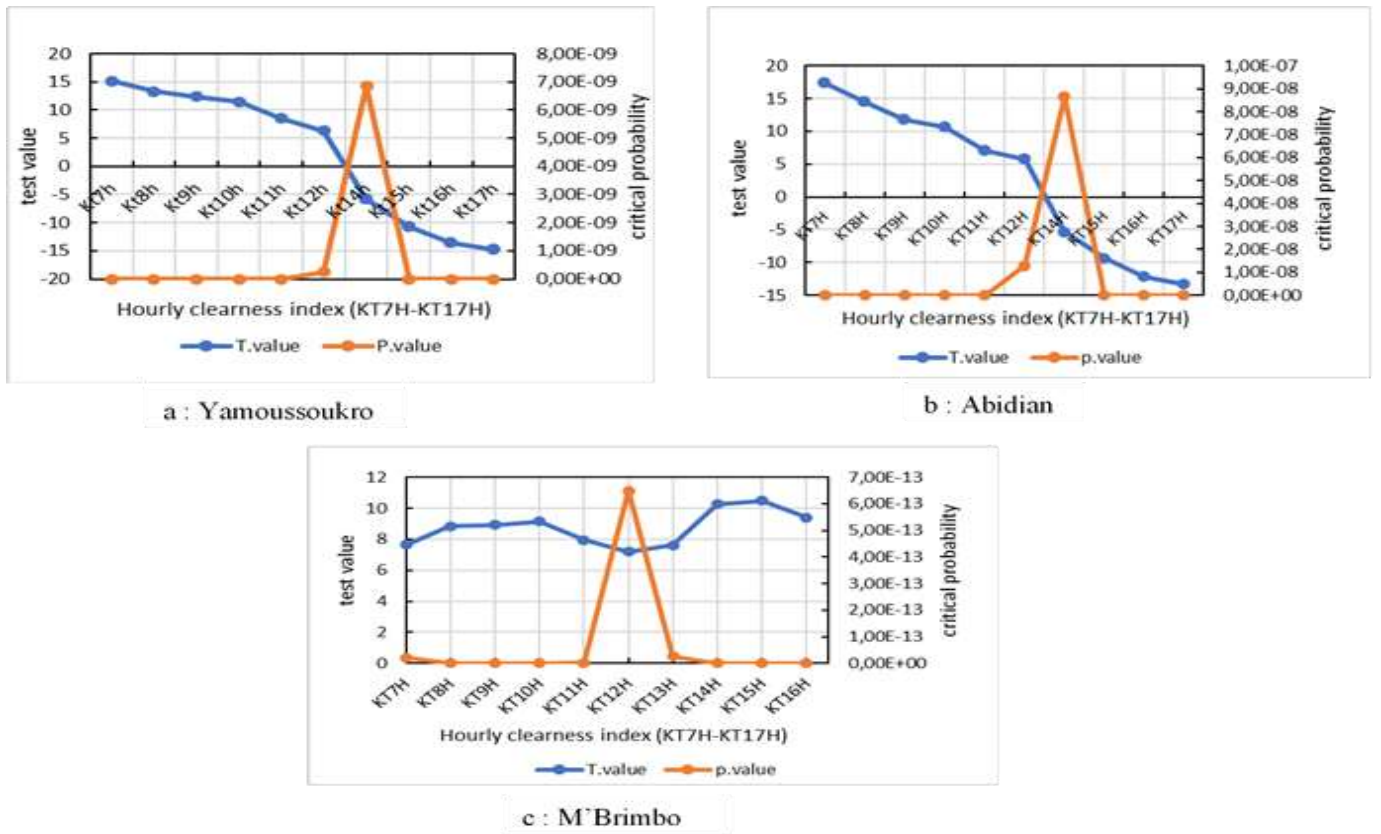 20
15
10
5
0
-5
-10
-15
-20
test value
8,00E-09
7,00E-09
6,00E-09
5,00E-09
4,00E-09
3,00E-09
2,00E-09
1,00E-09
0,00E+00
critical probability
Kt7h Kt8h Kt9h Kt10h Kt11h Kt12h Kt14h Kt15h Kt16h Kt17h
Hourly clearness index (KT7H-KT17H)
T.value P.value
a : Yamoussoukro
20
15
10
5
0
-5
-10
-15
test value
1,00E-07
9,00E-08
8,00E-08
7,00E-08
6,00E-08
5,00E-08
4,00E-08
3,00E-08
2,00E-08
1,00E-08
0,00E+00
critical probability
KT7H KT8H KT9H KT10H KT11H KT12H KT14H KT15H KT16H KT17H
Hourly clearness index (KT7H-KT17H)
T.value p.value
b : Abidian
12
10
8
6
4
2
0
test value
7,00E-13
6,00E-13
5,00E-13
4,00E-13
3,00E-13
2,00E-13
1,00E-13
0,00E+00
critical probability
KT7H KT8H KT9H KT10H KT11H KT12H KT13H KT14H KT15H KT16H
Hourly clearness index (KT7H-KT17H)
T.value p.value
c : M`Brimbo